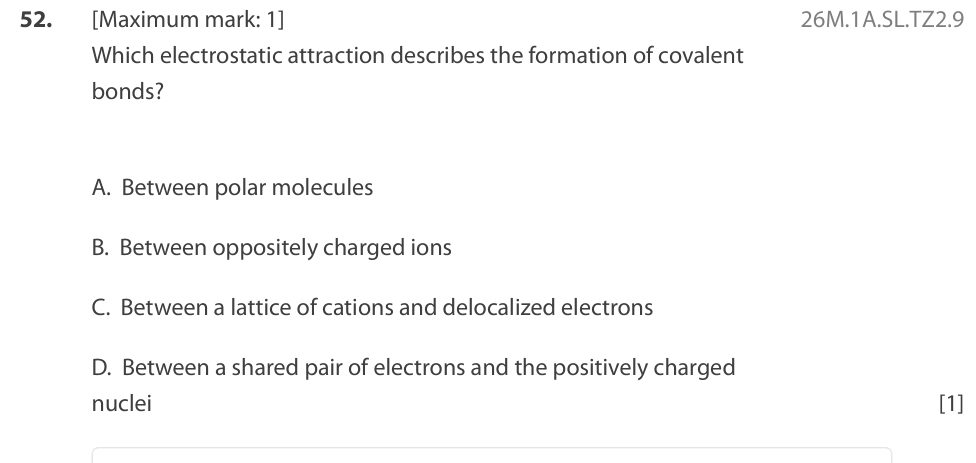 52. [Maximum mark: 1] 26M.1A.SL.TZ2.9
Which electrostatic attraction describes the formation of covalent
bonds?
A. Between polar molecules
B. Between oppositely charged ions
C. Between a lattice of cations and delocalized electrons
D. Between a shared pair of electrons and the positively charged
nuclei [1]